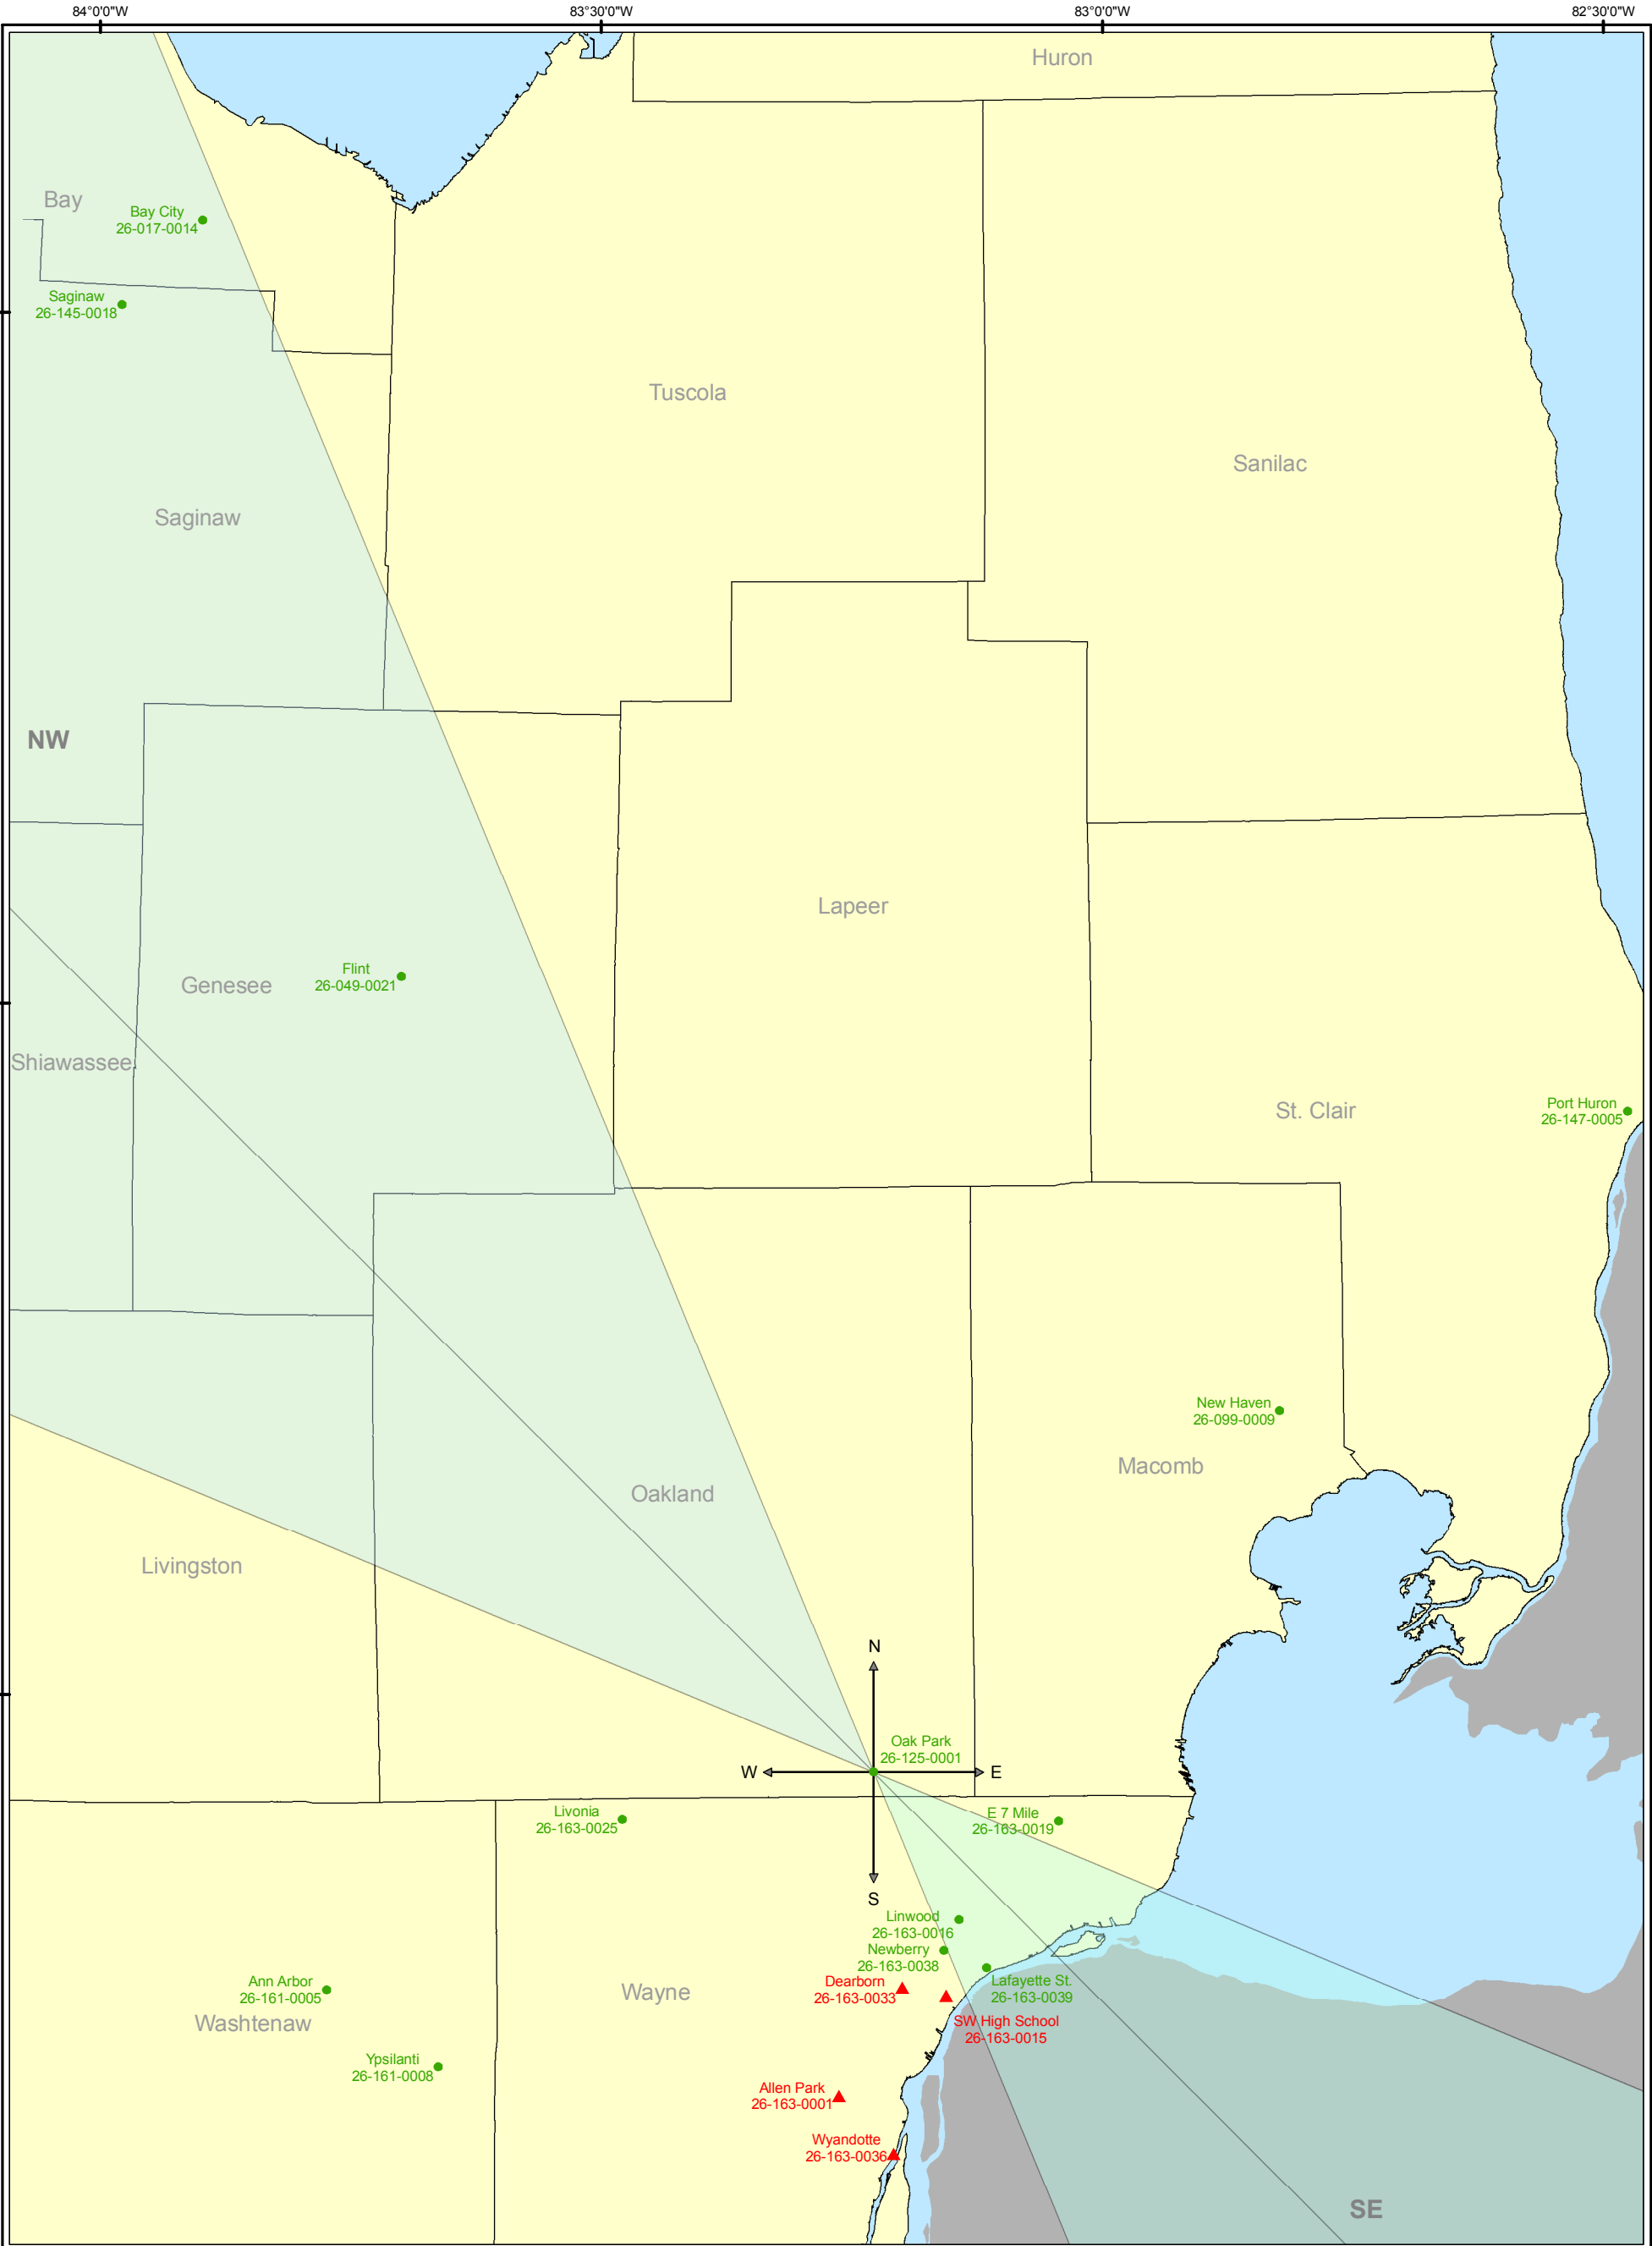 84°0'0"W
83°30'0"W
83°0'0"W
82°30'0"W
Huron
Bay
Bay City
26-017-0014
Saginaw
26-145-0018
Tuscola
Sanilac
Saginaw
NW
Lapeer
Flint
26-049-0021
Genesee
Shiawassee
St. Clair
Port Huron
26-147-0005
New Haven
26-099-0009
Macomb
Oakland
Livingston
N
Oak Park
26-125-0001
W
E
Livonia
26-163-0025
E 7 Mile
26-163-0019
S
Linwood
26-163-0016
Newberry
26-163-0038
Lafayette St.
26-163-0039
Dearborn
26-163-0033
Ann Arbor
26-161-0005
Wayne
Washtenaw
SW High School
26-163-0015
Ypsilanti
26-161-0008
Allen Park
26-163-0001
Wyandotte
26-163-0036
SE